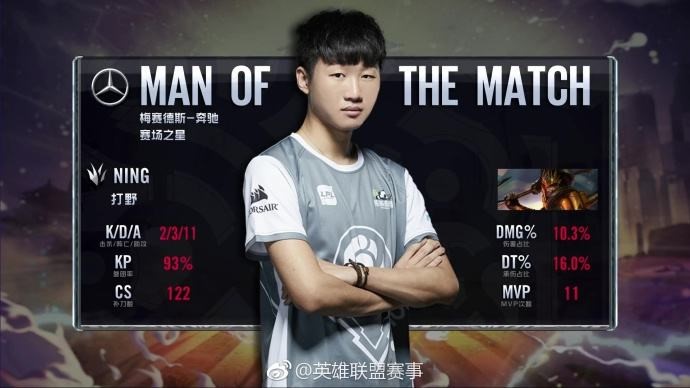 MAN OF THE MATCH
梅赛德斯-奔驰
赛场之星
NING
打野
K/D/A 2/3/11
击杀/阵亡/助攻
KP 93%
参团率
CS 122
补刀数
CORSAIR
LPL
DMG% 10.3%
伤害占比
DT% 16.0%
承伤占比
MVP 11
MVP次数
@英雄联盟赛事